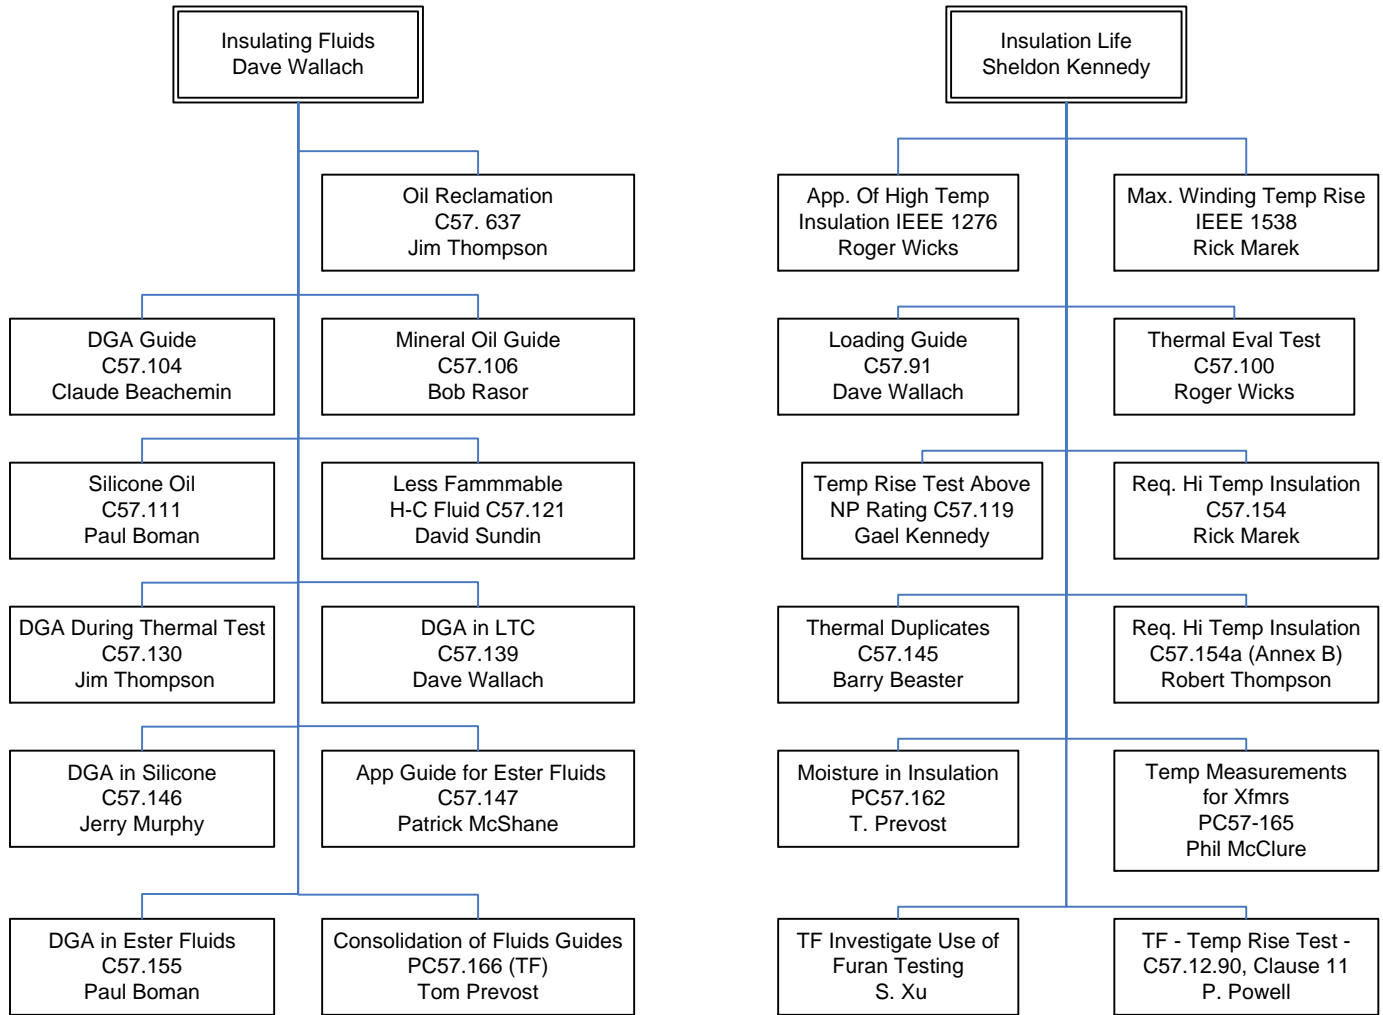 Insulating Fluids
Dave Wallach
Insulation Life
Sheldon Kennedy
Oil Reclamation
C57. 637
Jim Thompson
App. Of High Temp
Insulation IEEE 1276
Roger Wicks
Max. Winding Temp Rise
IEEE 1538
Rick Marek
DGA Guide
C57.104
Claude Beachemin
Mineral Oil Guide
C57.106
Bob Rasor
Loading Guide
C57.91
Dave Wallach
Thermal Eval Test
C57.100
Roger Wicks
Silicone Oil
C57.111
Paul Boman
Less Fammmable
H-C Fluid C57.121
David Sundin
Temp Rise Test Above
NP Rating C57.119
Gael Kennedy
Req. Hi Temp Insulation
C57.154
Rick Marek
DGA During Thermal Test
C57.130
Jim Thompson
DGA in LTC
C57.139
Dave Wallach
Thermal Duplicates
C57.145
Barry Beaster
Req. Hi Temp Insulation
C57.154a (Annex B)
Robert Thompson
DGA in Silicone
C57.146
Jerry Murphy
App Guide for Ester Fluids
C57.147
Patrick McShane
Moisture in Insulation
PC57.162
T. Prevost
Temp Measurements
for Xfmrs
PC57-165
Phil McClure
DGA in Ester Fluids
C57.155
Paul Boman
Consolidation of Fluids Guides
PC57.166 (TF)
Tom Prevost
TF Investigate Use of
Furan Testing
S. Xu
TF - Temp Rise Test -
C57.12.90, Clause 11
P. Powell